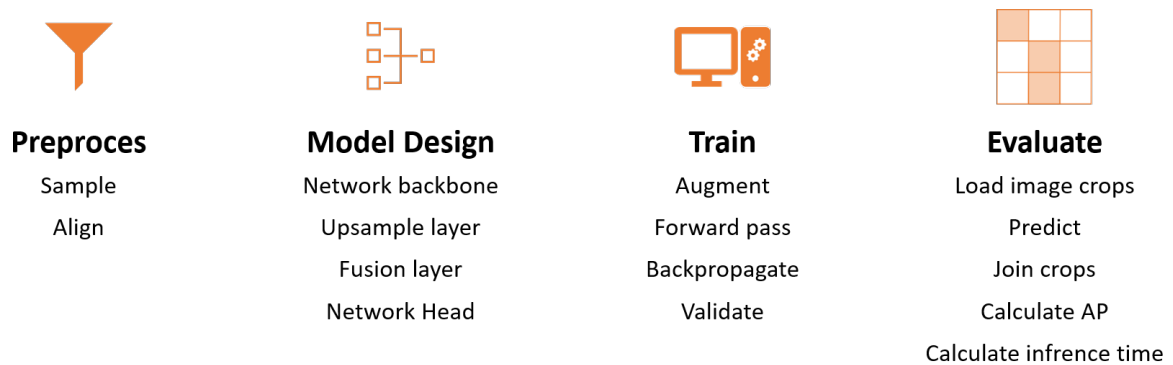 Preproces
Sample
Align
Model Design
Network backbone
Upsample layer
Fusion layer
Network Head
Train
Augment
Forward pass
Backpropagate
Validate
Evaluate
Load image crops
Predict
Join crops
Calculate AP
Calculate infrence time